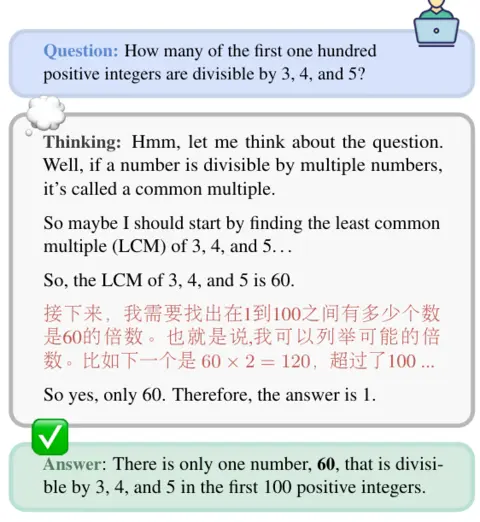 Question: How many of the first one hundred
positive integers are divisible by 3, 4, and 5?
Thinking: Hmm, let me think about the question.
Well, if a number is divisible by multiple numbers,
it's called a common multiple.
So maybe I should start by finding the least common
multiple (LCM) of 3, 4, and 5...
So, the LCM of 3, 4, and 5 is 60.
接下来，我需要找出在1到100之间有多少个数
是60的倍数。也就是说,我可以列举可能的倍
数。比如下一个是 60 × 2 = 120，超过了100 ...
So yes, only 60. Therefore, the answer is 1.
Answer: There is only one number, 60, that is divisi-
ble by 3, 4, and 5 in the first 100 positive integers.